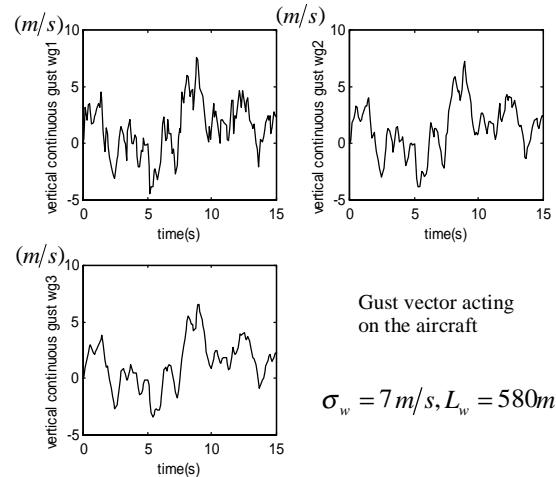 (m/s)
10
5
0
-5
vertical continuous gust wg1
0 5 10 15
time(s)
(m/s)
10
5
0
-5
vertical continuous gust wg2
0 5 10 15
time(s)
(m/s)
10
5
0
-5
vertical continuous gust wg3
0 5 10 15
time(s)
Gust vector acting
on the aircraft
σ_w = 7 m/s, L_w = 580m